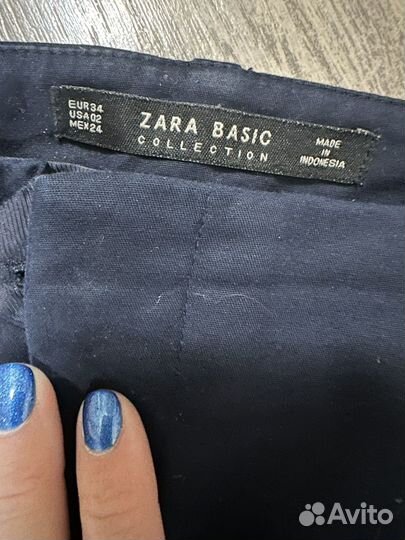 EUR34
USA02
MEX24
ZARA BASIC
COLLECTION
MADE
IN
INDONESIA
Avito